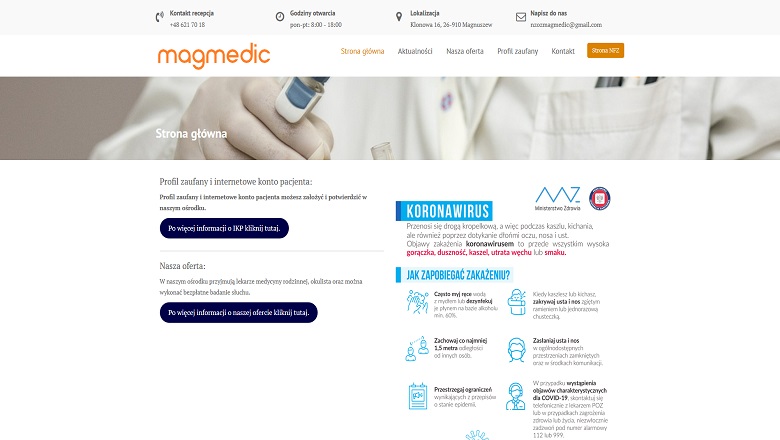 Kontakt recepcja
+48 621 70 18
Godziny otwarcia
pon-pt: 8:00 - 18:00
Lokalizacja
Klonowa 16, 26-910 Magnuszew
Napisz do nas
nzozmagmedic@gmail.com
magmedic
Strona główna
Aktualności
Nasza oferta
Profil zaufany
Kontakt
Strona NFZ
Strona główna
Profil zaufany i internetowe konto pacjenta:
Profil zaufany i internetowe konto pacjenta możesz założyć i potwierdzić w
naszym ośrodku.
Po więcej informacji o IKP kliknij tutaj.
Nasza oferta:
W naszym ośrodku przyjmują lekarze medycyny rodzinnej, okulista oraz można
wykonać bezpłatne badanie słuchu.
Po więcej informacji o naszej ofercie kliknij tutaj.
Ministerstwo Zdrowia
KORONAWIRUS
Przenosi się drogą kropelkową, a więc podczas kaszlu, kichania,
ale również poprzez dotykanie dłońmi oczu, nosa i ust.
Objawy zakażenia koronawirusem to przede wszystkim wysoka
gorączka, duszność, kaszel, utrata węchu lub smaku.
JAK ZAPOBIEGAĆ ZAKAŻENIU?
Często myj ręce wodą
z mydłem lub dezynfekuj
je płynem na bazie alkoholu
min. 60%.
Kiedy kaszlesz lub kichasz,
zakrywaj usta i nos zgiętym
ramieniem lub jednorazową
chusteczką.
Zachowaj co najmniej
1,5 metra odległości
od innych osób.
Zasłaniaj usta i nos
w ogólnodostępnych
przestrzeniach zamkniętych
oraz w środkach komunikacji.
Przestrzegaj ograniczeń
wynikających z przepisów
o stanie epidemii.
W przypadku wystąpienia
objawów charakterystycznych
dla COVID-19, skontaktuj się
telefonicznie z lekarzem POZ
lub w przypadkach zagrożenia
zdrowia lub życia, niezwłocznie
zadzwoń pod numer alarmowy
112 lub 999.